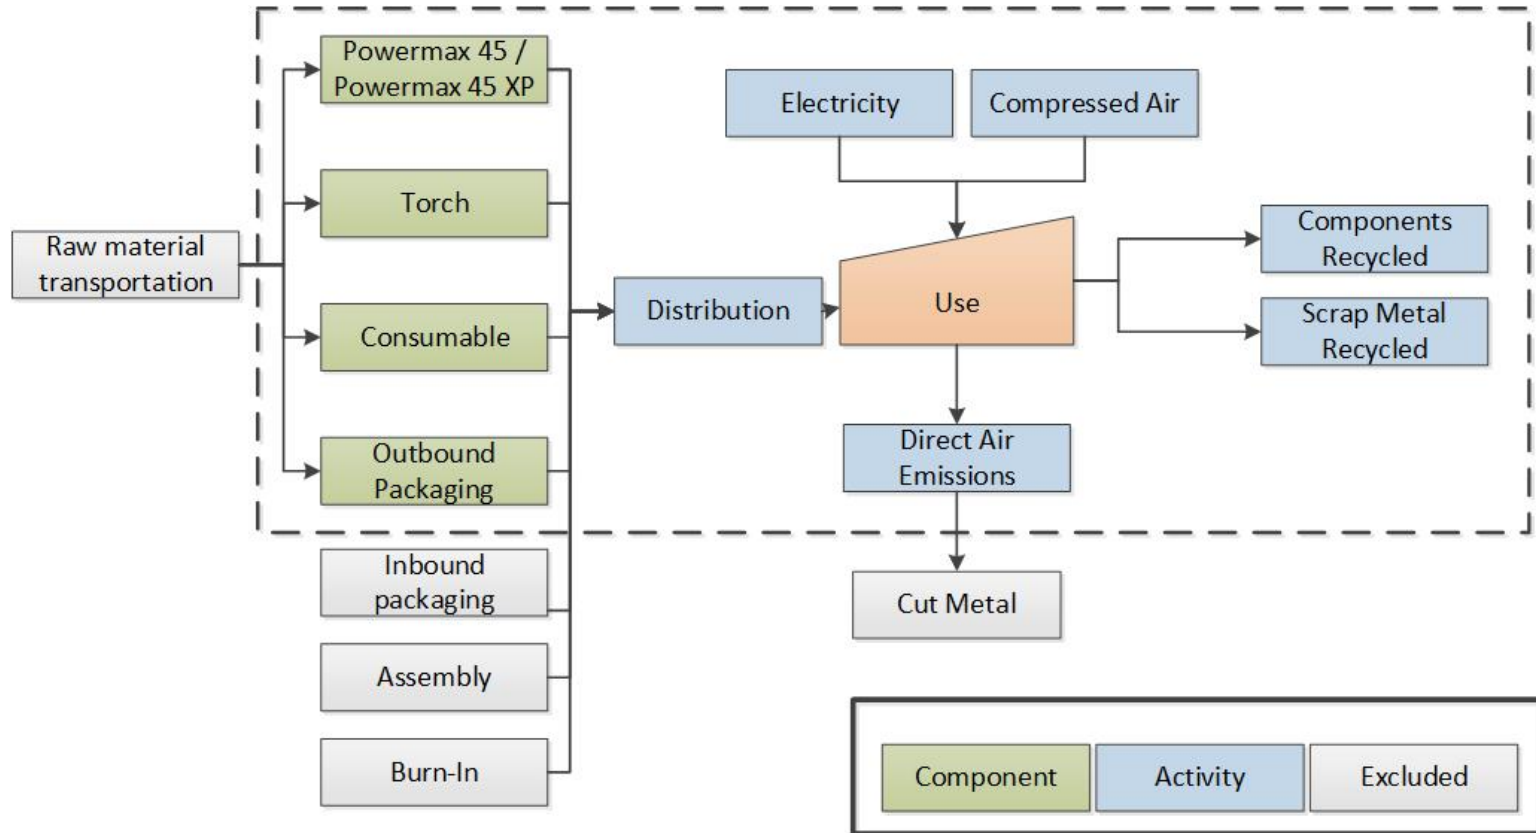 Powermax 45 /
Powermax 45 XP
Electricity
Compressed Air
Torch
Raw material
transportation
Components
Recycled
Distribution
Use
Consumable
Scrap Metal
Recycled
Outbound
Packaging
Direct Air
Emissions
Inbound
packaging
Cut Metal
Assembly
Burn-In
Component
Activity
Excluded